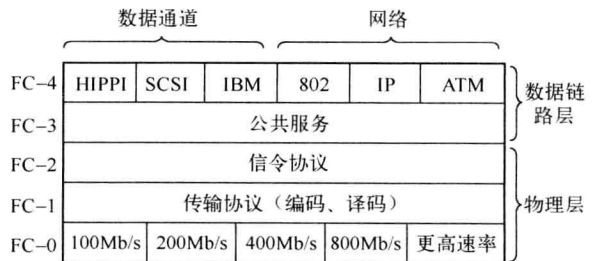 数据通道 网络
FC-4 HIPPI SCSI IBM 802 IP ATM 数据链
FC-3 公共服务 路层
FC-2 信令协议
FC-1 传输协议（编码、译码） 物理层
FC-0 100Mb/s 200Mb/s 400Mb/s 800Mb/s 更高速率